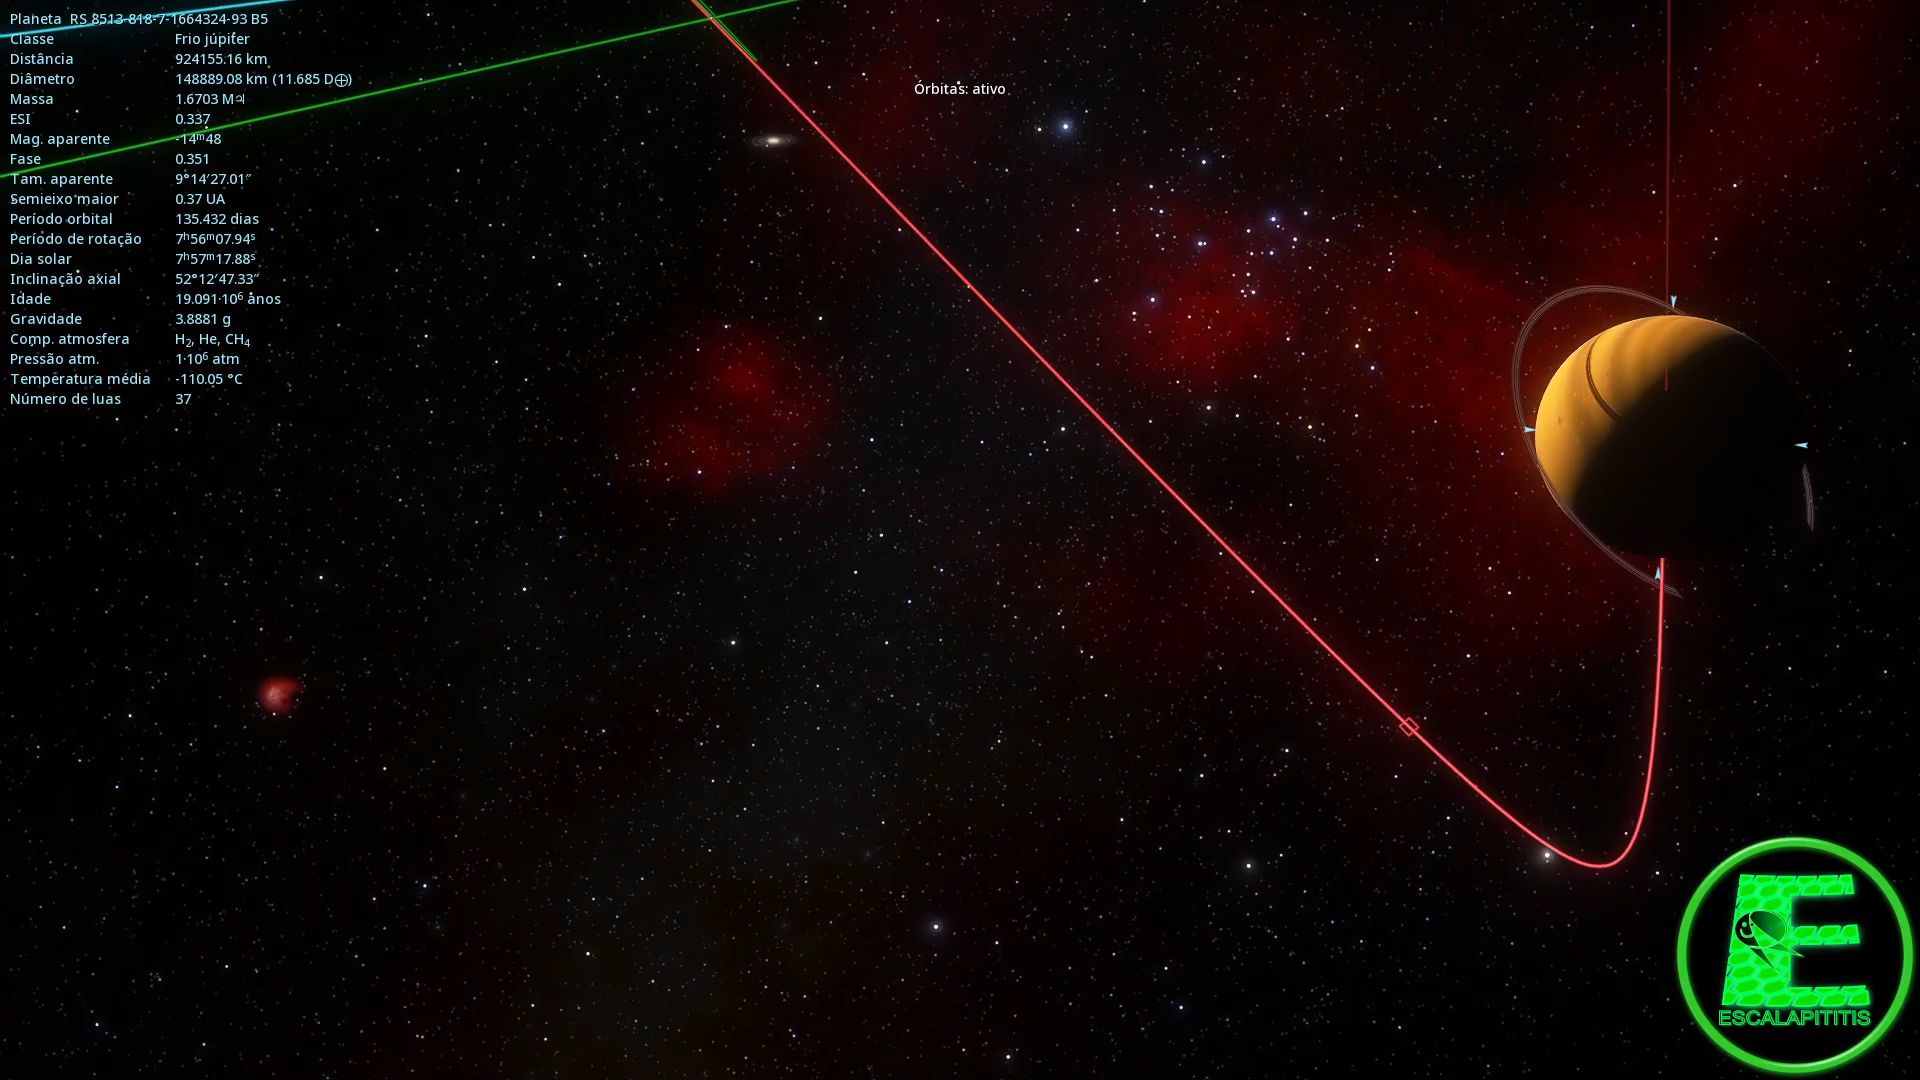 Planeta RS 8513-818-7-1664324-93 B5
Classe Frio júpiter
Distância 924155.16 km
Diâmetro 148889.08 km (11.685 D⊕)
Massa 1.6703 M♃
ESI 0.337
Mag. aparente -14ᵐ48
Fase 0.351
Tam. aparente 9°14′27.01″
Semieixo maior 0.37 UA
Período orbital 135.432 dias
Período de rotação 7ʰ56ᵐ07.94ˢ
Dia solar 7ʰ57ᵐ17.88ˢ
Inclinação axial 52°12′47.33″
Idade 19.091·10⁶ anos
Gravidade 3.8881 g
Comp. atmosfera H₂, He, CH₄
Pressão atm. 1·10⁶ atm
Temperatura média -110.05 °C
Número de luas 37
Órbitas: ativo
E
ESCALAPITITIS